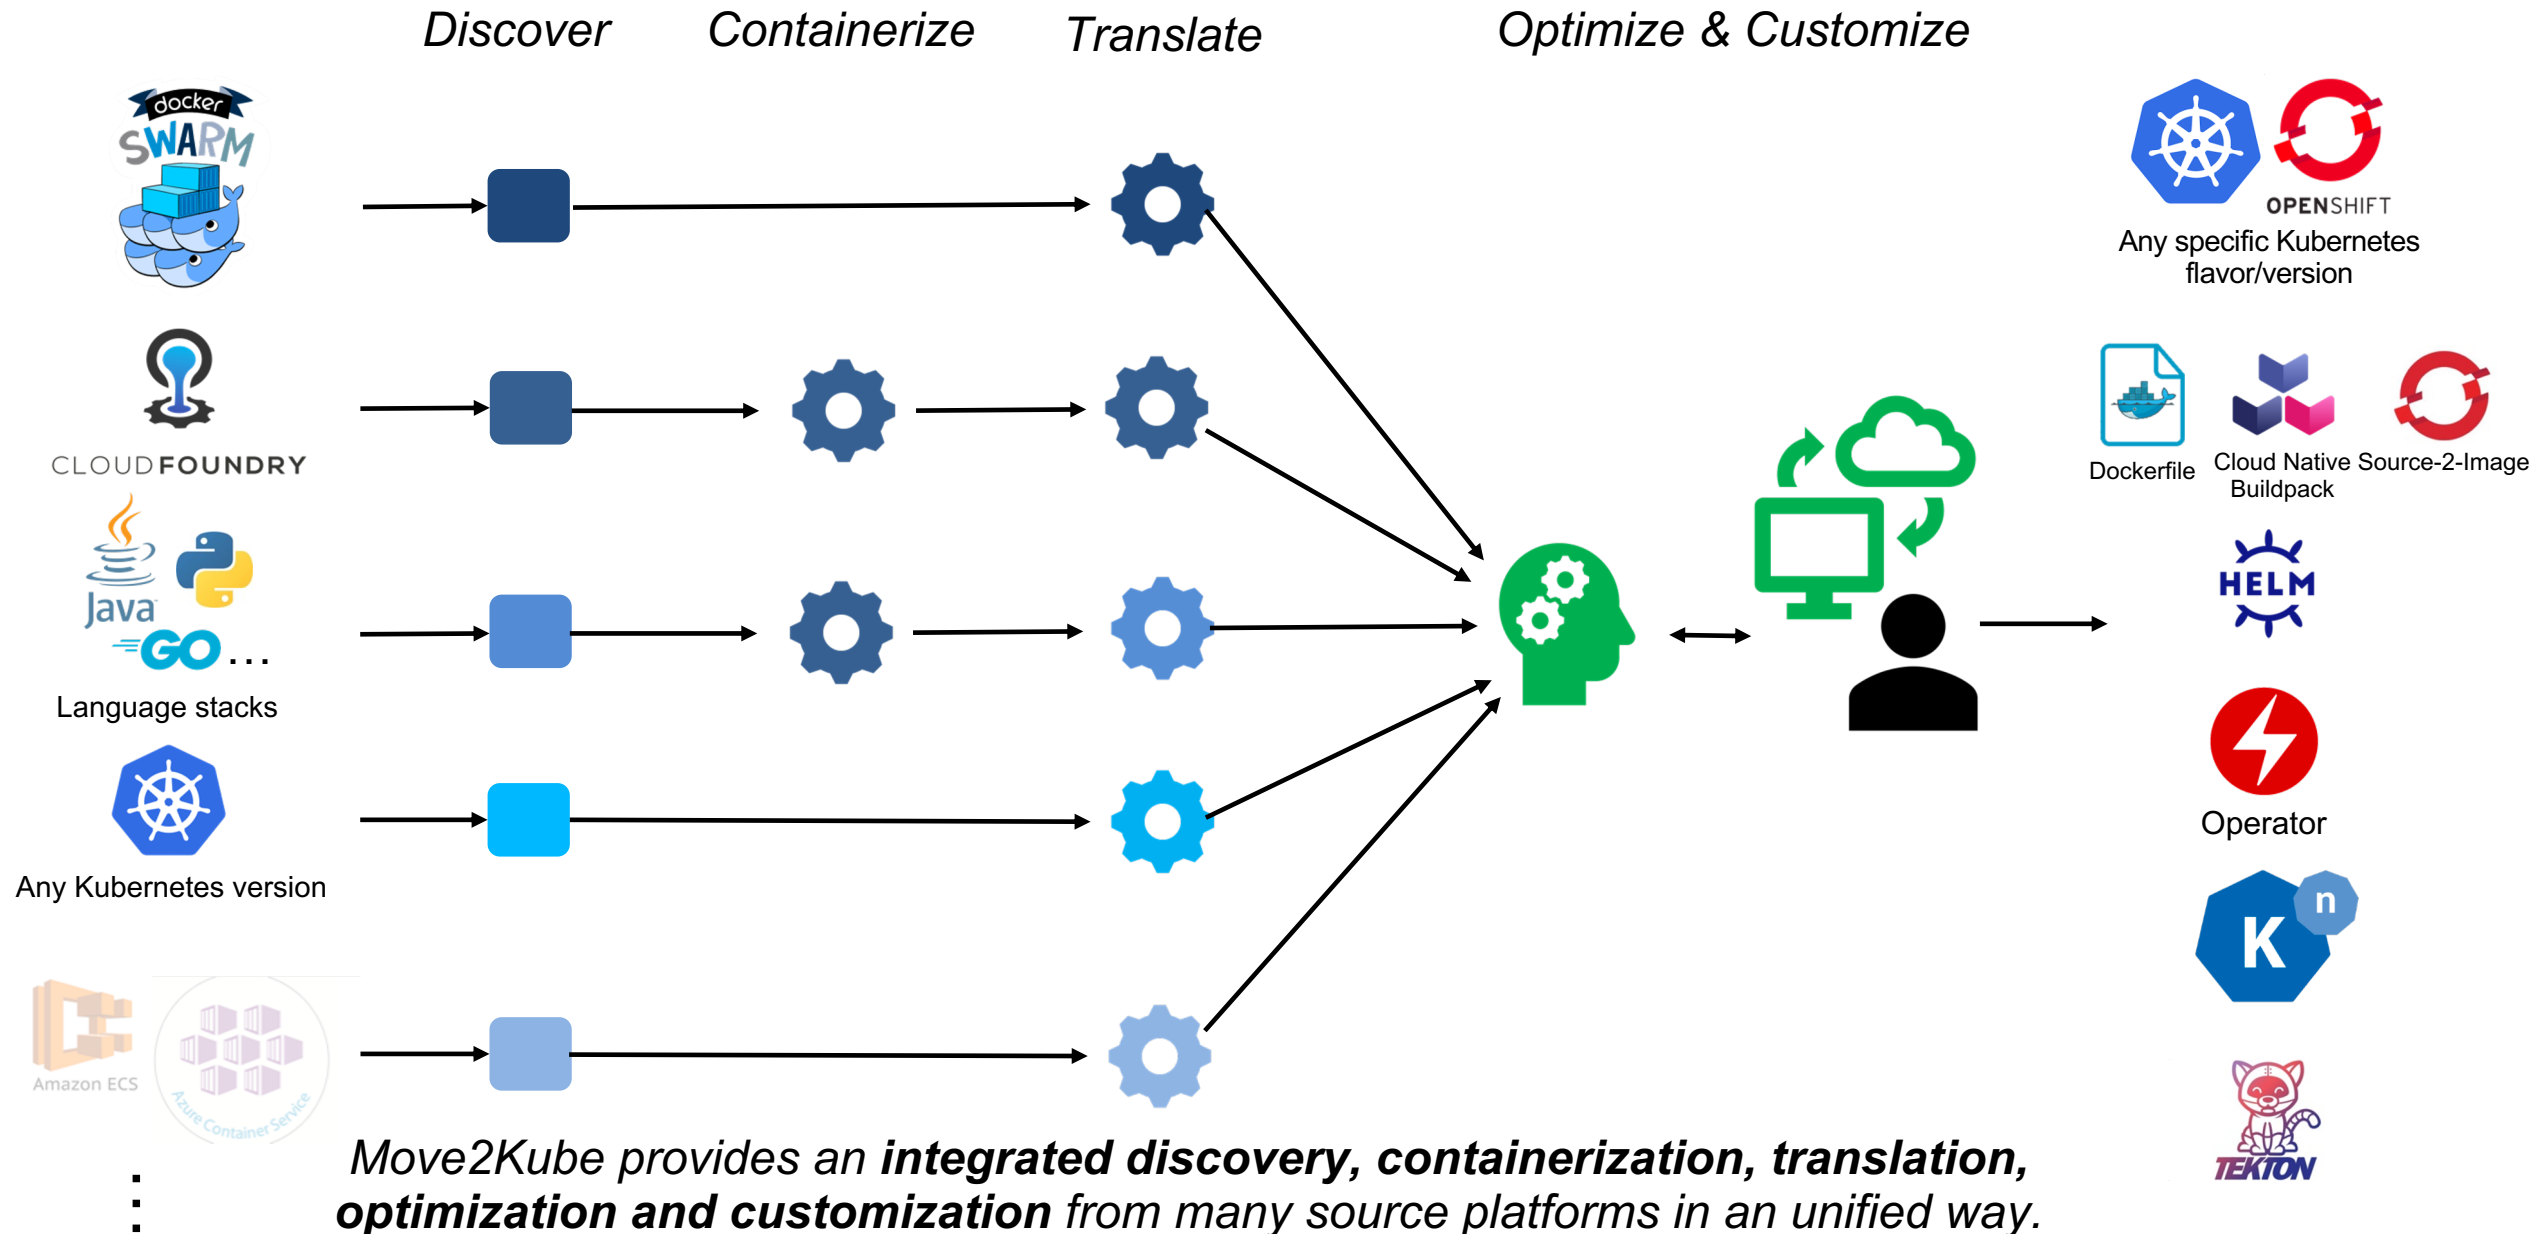 Discover
Containerize
Translate
Optimize & Customize
docker
SWARM
CLOUDFOUNDRY
Java
GO
...
Language stacks
Any Kubernetes version
Amazon ECS
Azure Container Service
OPENSHIFT
Any specific Kubernetes
flavor/version
Dockerfile
Cloud Native
Buildpack
Source-2-Image
HELM
Operator
K
n
TEKTON
Move2Kube provides an integrated discovery, containerization, translation,
optimization and customization from many source platforms in an unified way.